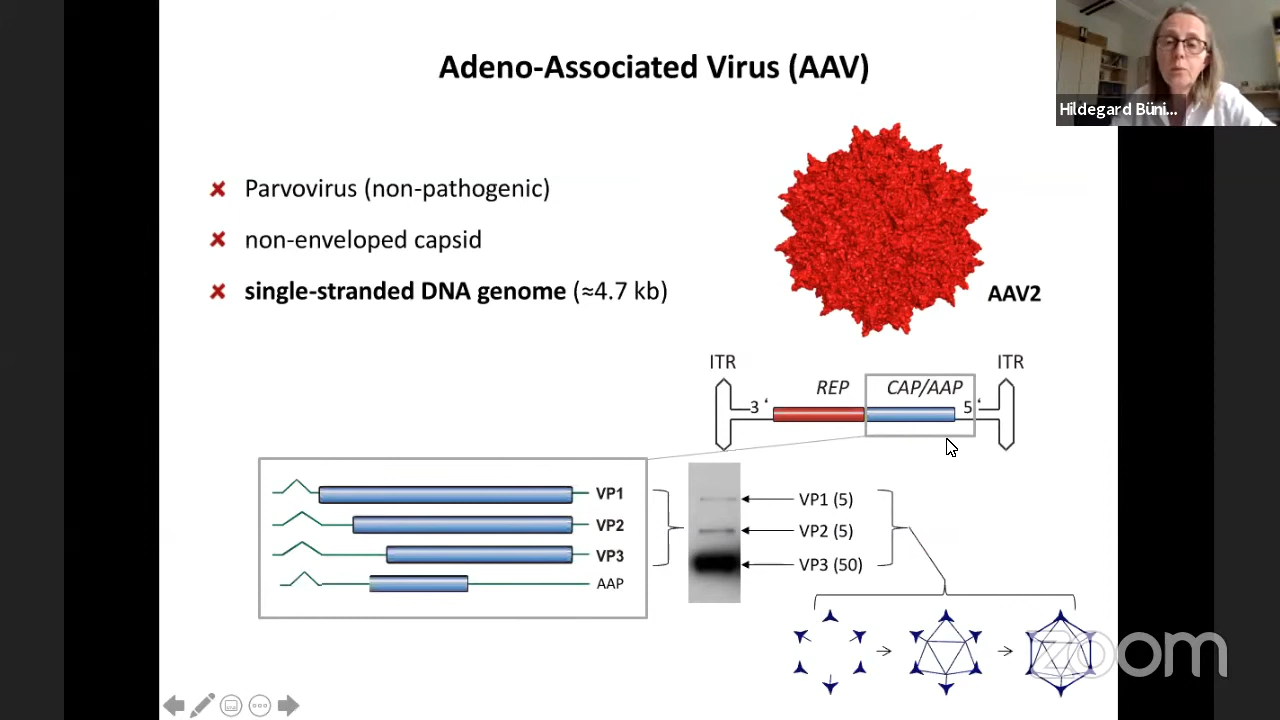 Adeno-Associated Virus (AAV)
Hildegard Büni...
✘ Parvovirus (non-pathogenic)
✘ non-enveloped capsid
✘ single-stranded DNA genome (≈4.7 kb)
AAV2
ITR
ITR
REP
CAP/AAP
3 ‘
5 ‘
VP1
VP2
VP3
AAP
VP1 (5)
VP2 (5)
VP3 (50)
zoom